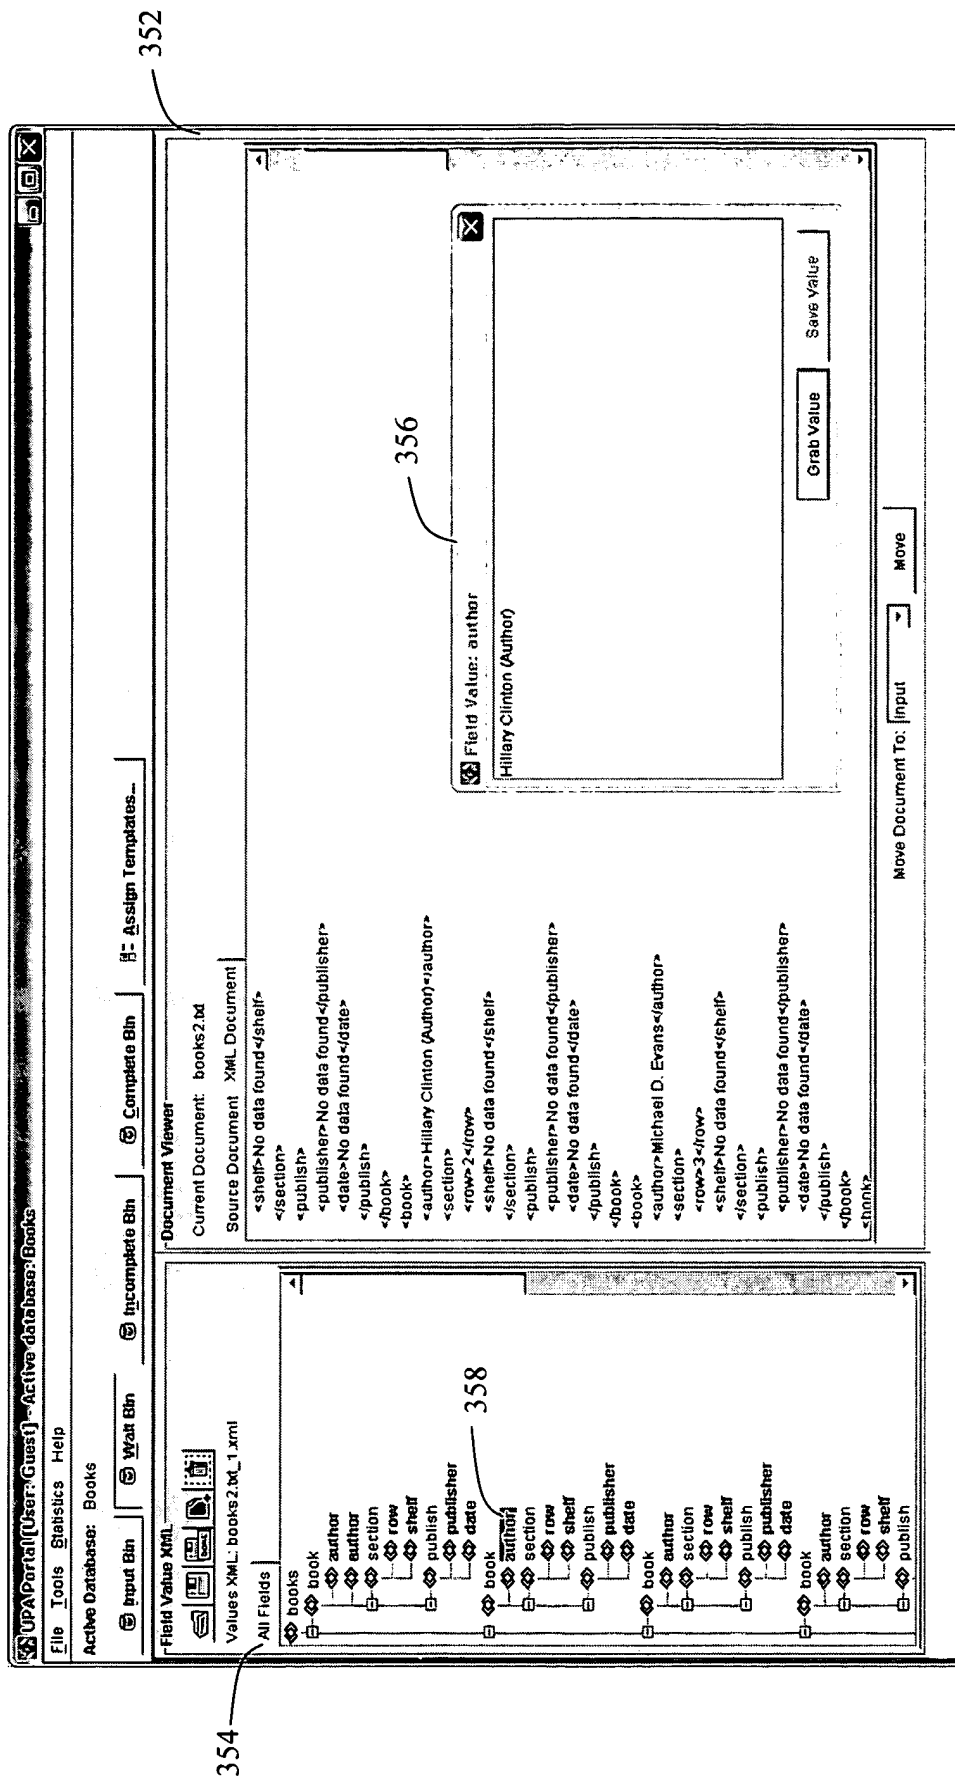 UPAPortal [User: Guest] - Active database: Books
File Tools Statistics Help
Active Database: Books
Input Bin Wait Bin Incomplete Bin Complete Bin Assign Templates...
Field Value XML
Values XML: books2.txt_1.xml
All Fields
books
book
author
author
section
row
shelf
publish
publisher
date
book
author
section
row
shelf
publish
publisher
date
book
author
section
row
shelf
publish
publisher
date
book
author
section
row
shelf
publish
Document Viewer
Current Document: books2.txt
Source Document XML Document
<shelf>No data found</shelf>
</section>
<publish>
<publisher>No data found</publisher>
<date>No data found</date>
</publish>
</book>
<book>
<author>Hillary Clinton (Author)</author>
<section>
<row>2</row>
<shelf>No data found</shelf>
</section>
<publish>
<publisher>No data found</publisher>
<date>No data found</date>
</publish>
</book>
<book>
<author>Michael D. Evans</author>
<section>
<row>3</row>
<shelf>No data found</shelf>
</section>
<publish>
<publisher>No data found</publisher>
<date>No data found</date>
</publish>
</book>
<book>
Field Value: author
Hillary Clinton (Author)
Grab Value Save Value
Move Document To: Input Move
352
354
356
358